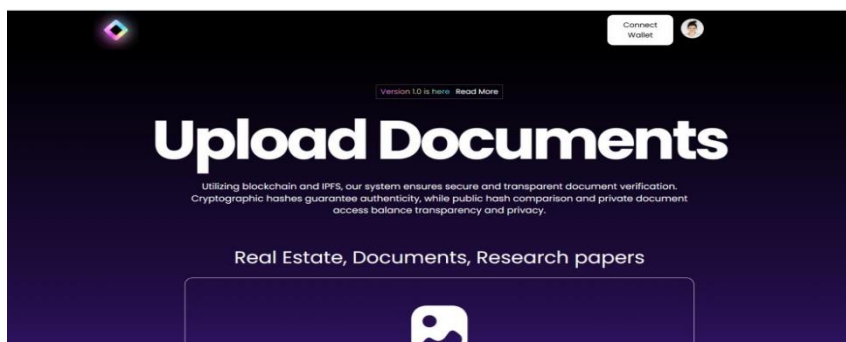 Connect
Wallet
Version 1.0 is here Read More
Upload Documents
Utilizing blockchain and IPFS, our system ensures secure and transparent document verification.
Cryptographic hashes guarantee authenticity, while public hash comparison and private document
access balance transparency and privacy.
Real Estate, Documents, Research papers